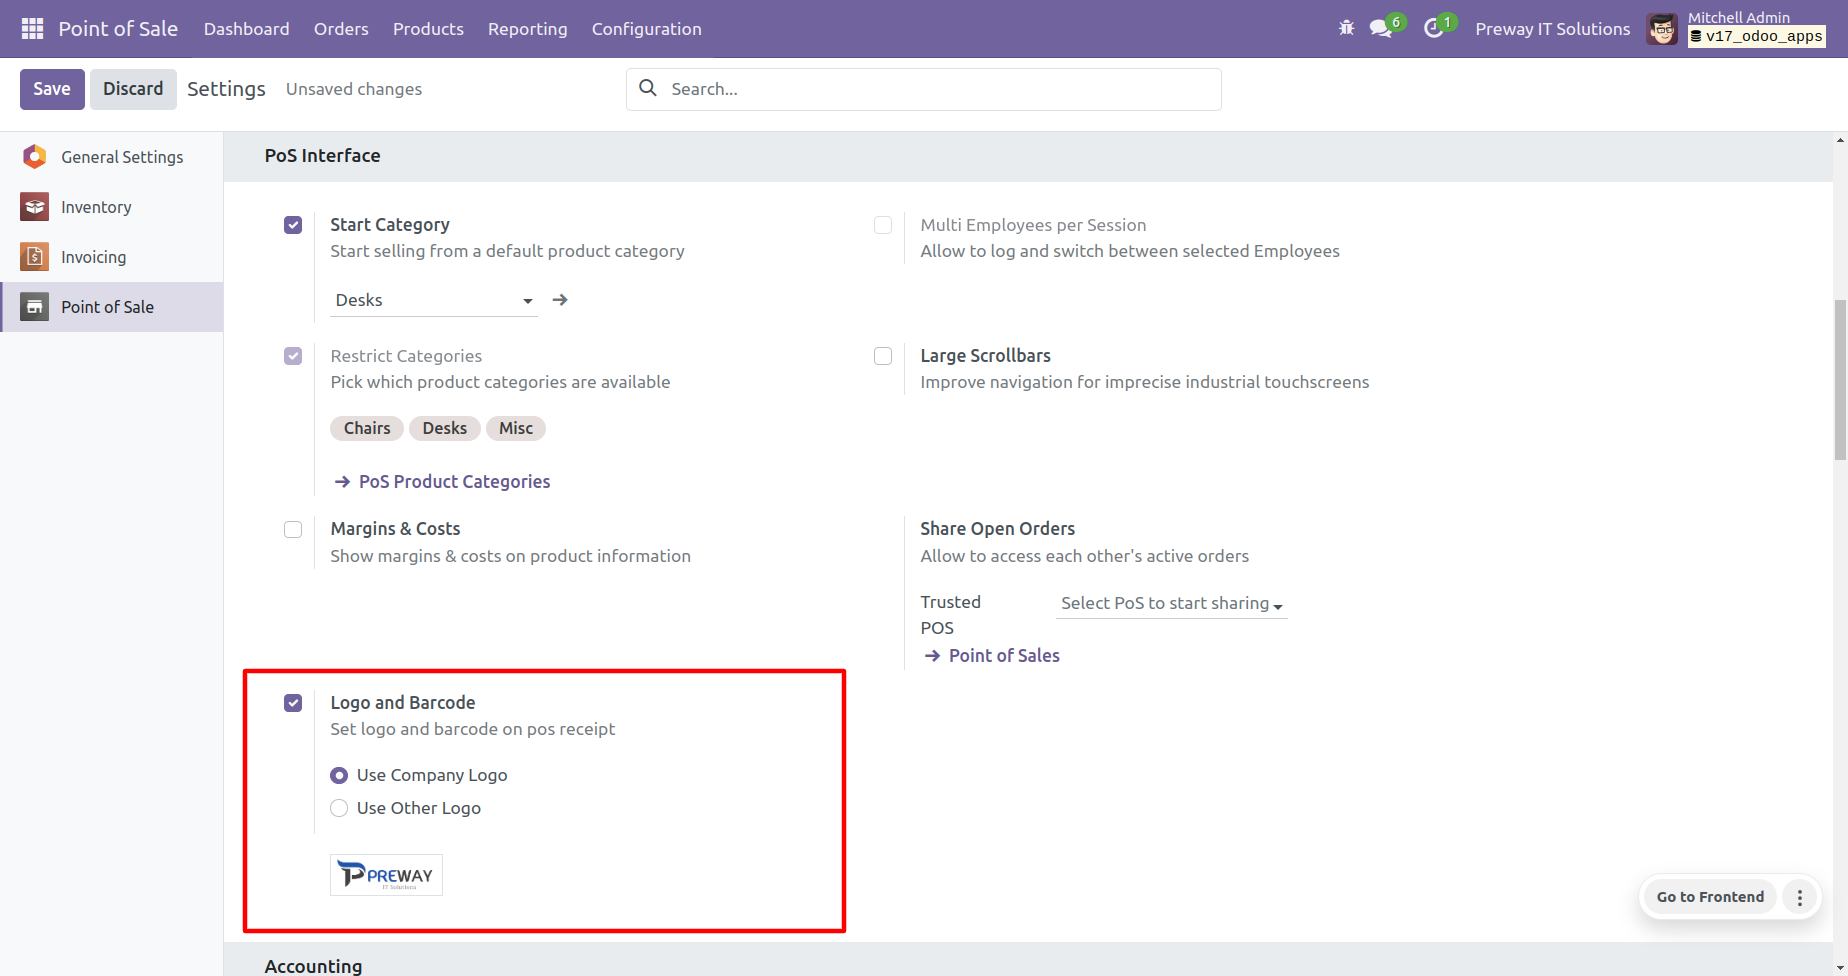 Point of Sale Dashboard Orders Products Reporting Configuration 6 1 Preway IT Solutions Mitchell Admin
v17_odoo_apps
Save Discard Settings Unsaved changes Search...
General Settings
Inventory
Invoicing
Point of Sale
PoS Interface
Start Category
Start selling from a default product category
Desks
Multi Employees per Session
Allow to log and switch between selected Employees
Restrict Categories
Pick which product categories are available
Chairs Desks Misc
PoS Product Categories
Large Scrollbars
Improve navigation for imprecise industrial touchscreens
Margins & Costs
Show margins & costs on product information
Share Open Orders
Allow to access each other's active orders
Trusted
POS
Select PoS to start sharing
Point of Sales
Logo and Barcode
Set logo and barcode on pos receipt
Use Company Logo
Use Other Logo
PREWAY
IT Solutions
Go to Frontend
Accounting